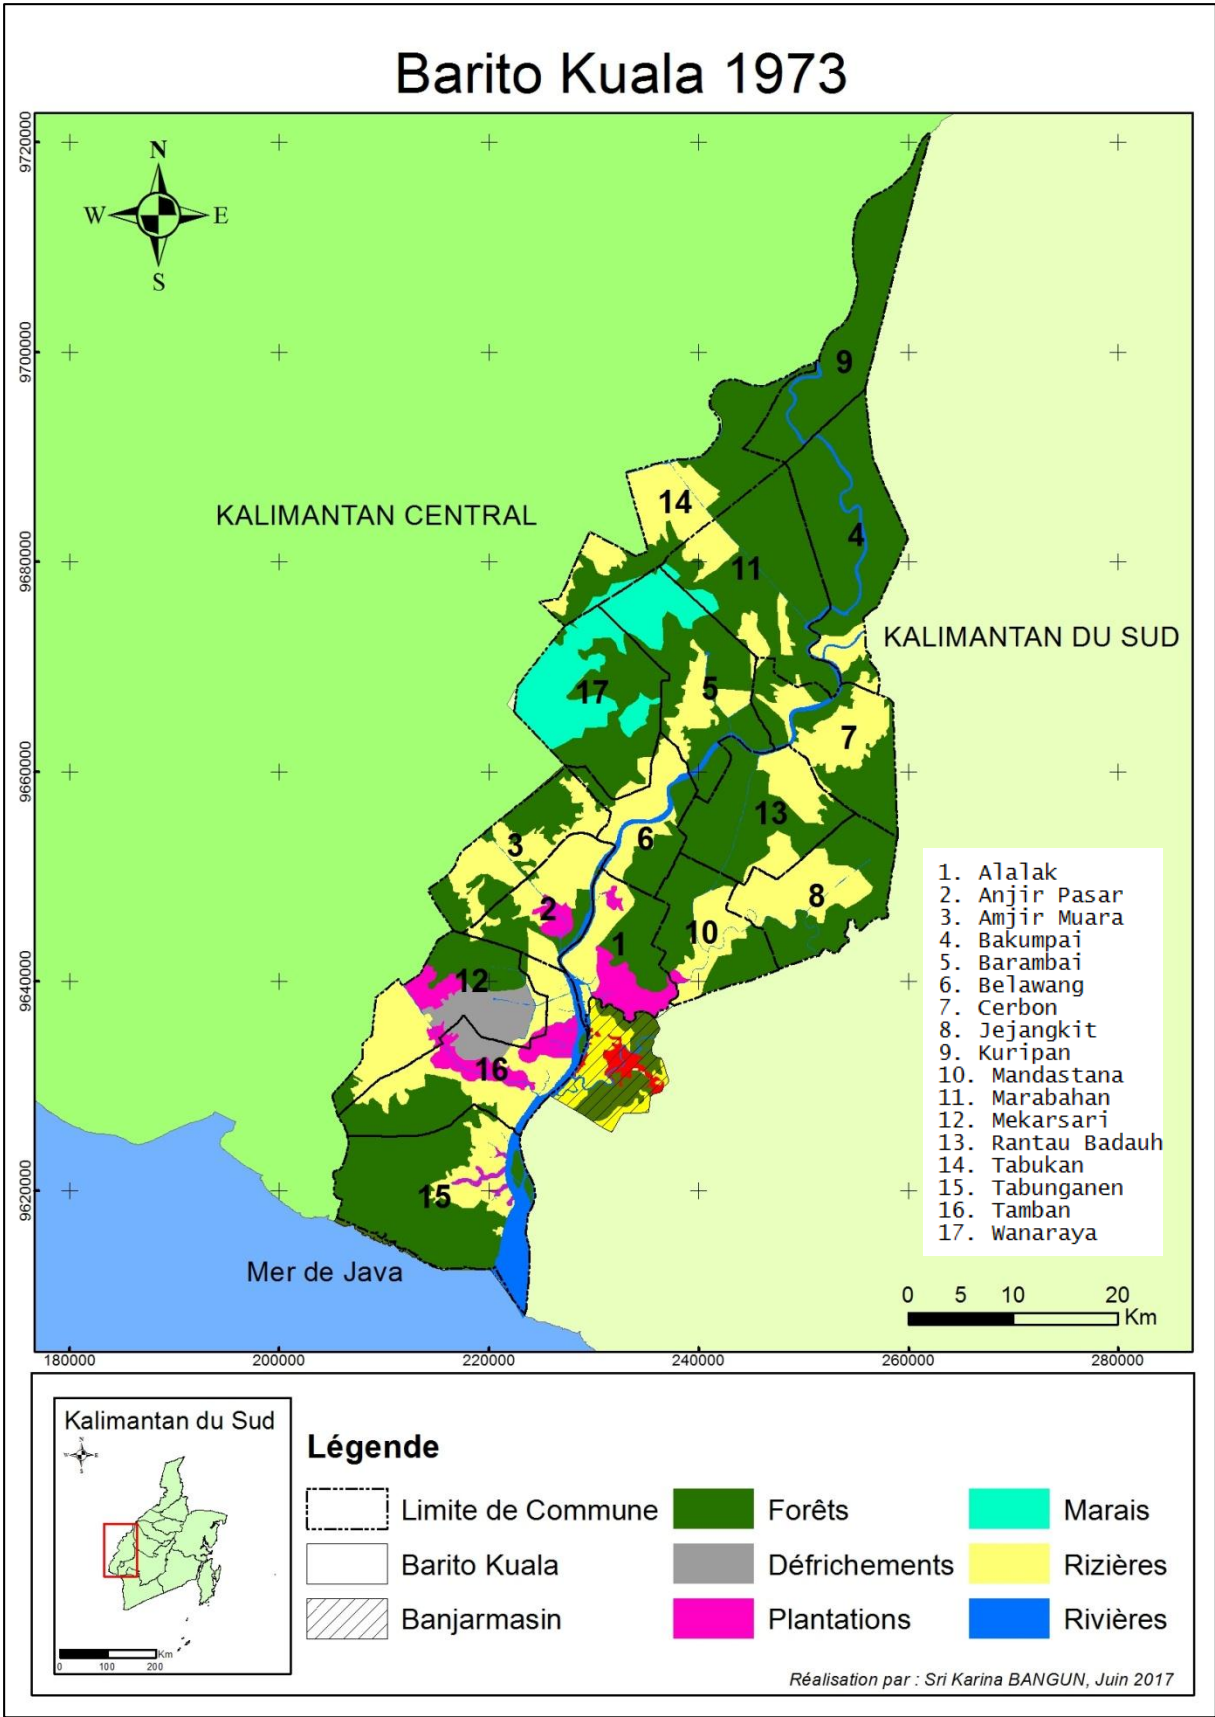 Barito Kuala 1973
9720000
9700000
9680000
9660000
9640000
9620000
N
W
E
S
KALIMANTAN CENTRAL
KALIMANTAN DU SUD
Mer de Java
9
14
4
11
17
5
7
13
6
3
8
2
10
1
12
16
15
1. Alalak
2. Anjir Pasar
3. Amjir Muara
4. Bakumpai
5. Barambai
6. Belawang
7. Cerbon
8. Jejangkit
9. Kuripan
10. Mandastana
11. Marabahan
12. Mekarsari
13. Rantau Badauh
14. Tabukan
15. Tabunganen
16. Tamban
17. Wanaraya
0 5 10 20
Km
180000 200000 220000 240000 260000 280000
Kalimantan du Sud
N
W
E
S
0 100 200
Km
Légende
Limite de Commune
Barito Kuala
Banjarmasin
Forêts
Défrichements
Plantations
Marais
Rizières
Rivières
Réalisation par : Sri Karina BANGUN, Juin 2017